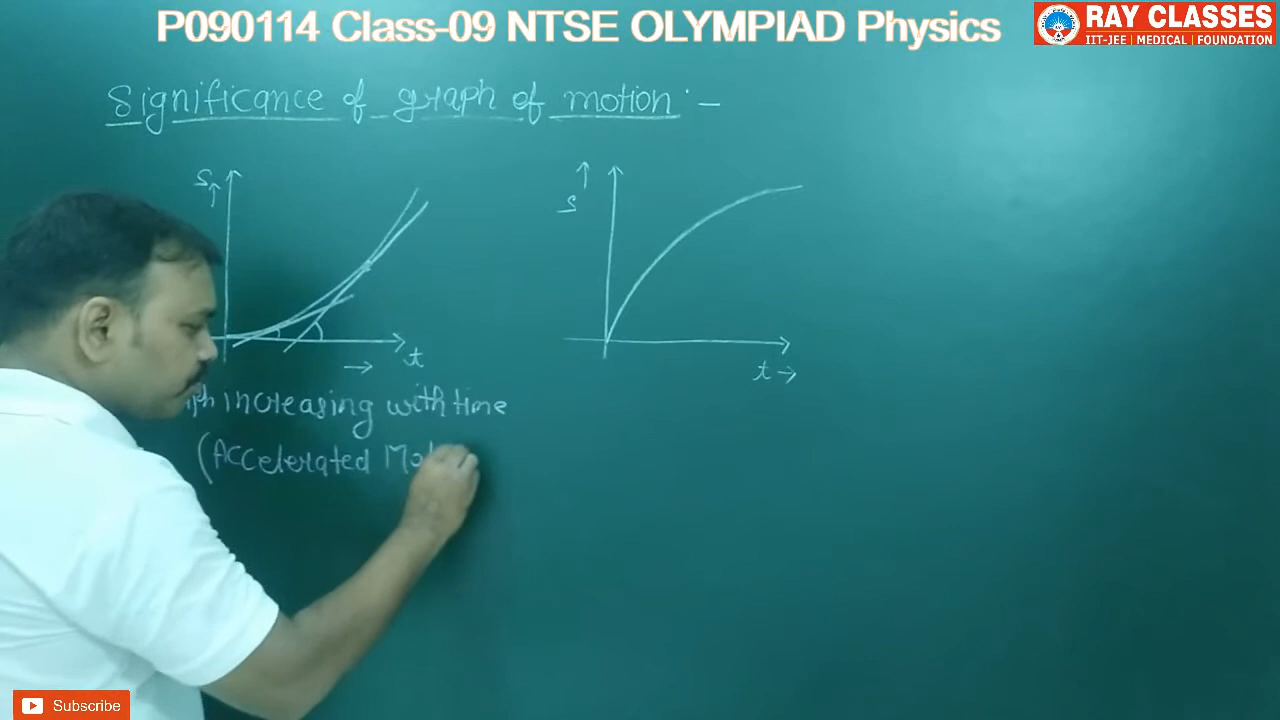 P090114 Class-09 NTSE OLYMPIAD Physics
RAY CLASSES
IIT-JEE | MEDICAL | FOUNDATION
Significance of graph of motion :-
S
S
t
t
increasing with time
(Accelerated
Subscribe